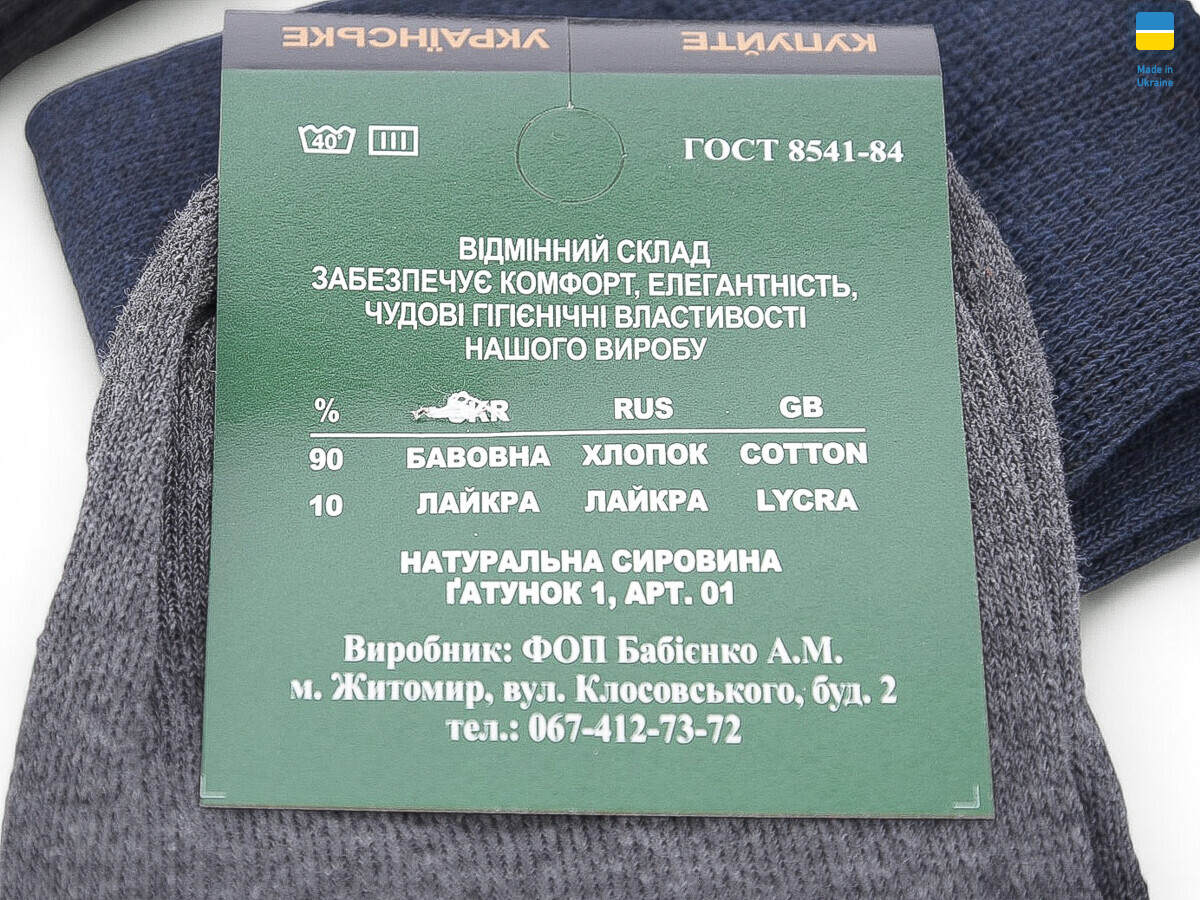 КУПУЙТЕ УКРАЇНСЬКЕ
Made in
Ukraine
40° ГОСТ 8541-84
ВІДМІННИЙ СКЛАД
ЗАБЕЗПЕЧУЄ КОМФОРТ, ЕЛЕГАНТНІСТЬ,
ЧУДОВІ ГІГІЄНІЧНІ ВЛАСТИВОСТІ
НАШОГО ВИРОБУ
% UKR RUS GB
90 БАВОВНА ХЛОПОК COTTON
10 ЛАЙКРА ЛАЙКРА LYCRA
НАТУРАЛЬНА СИРОВИНА
ҐАТУНОК 1, АРТ. 01
Виробник: ФОП Бабієнко А.М.
м. Житомир, вул. Клосовського, буд. 2
тел.: 067-412-73-72